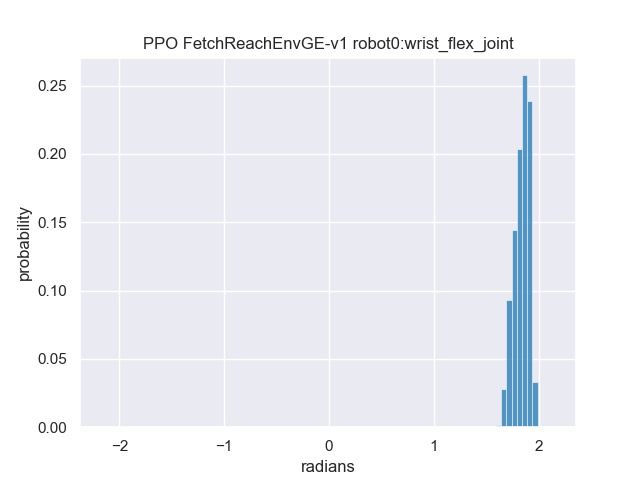 PPO FetchReachEnvGE-v1 robot0:wrist_flex_joint
0.25
0.20
0.15
0.10
0.05
0.00
probability
−2 −1 0 1 2
radians